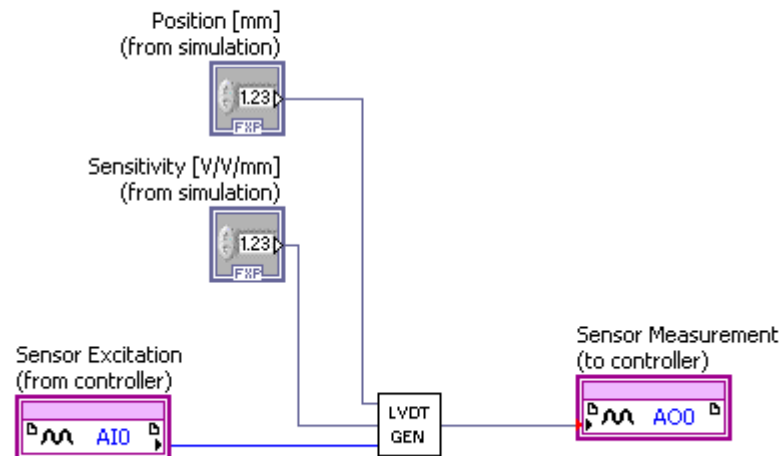 Position [mm]
(from simulation)
1.23
FXP
Sensitivity [V/V/mm]
(from simulation)
1.23
FXP
Sensor Excitation
(from controller)
AI0
LVDT
GEN
Sensor Measurement
(to controller)
AO0